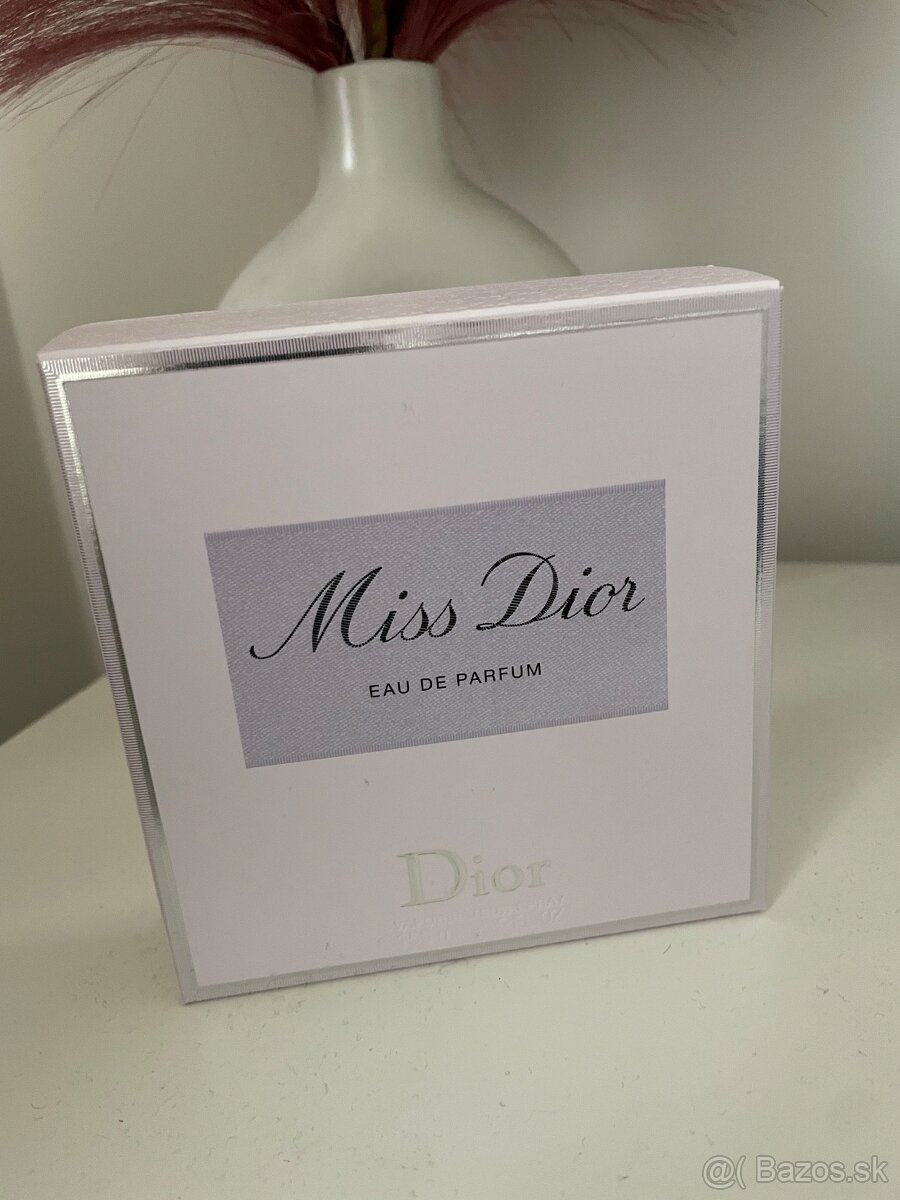 Miss Dior
EAU DE PARFUM
Dior
@( Bazos.sk